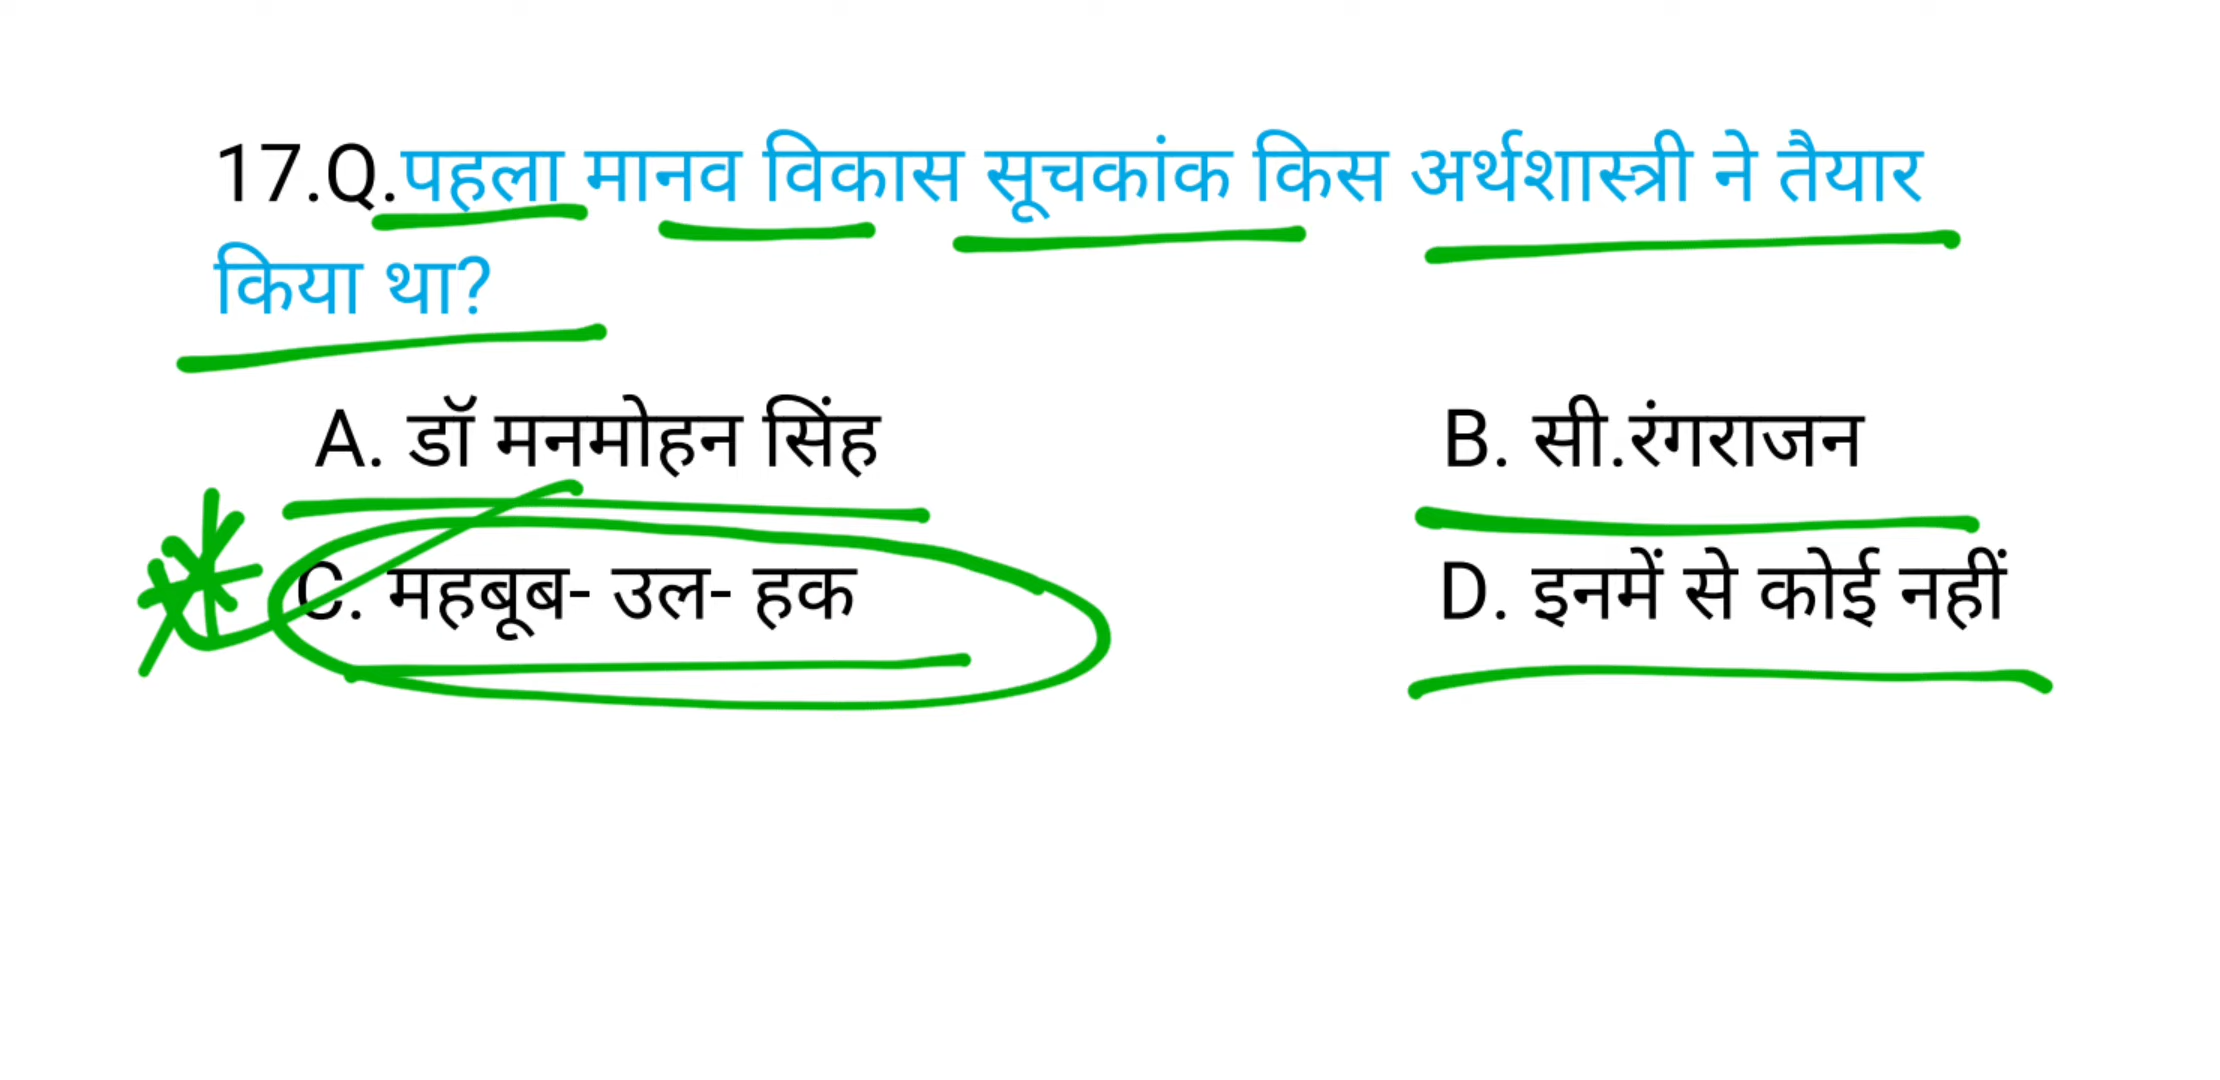 17.Q.पहला मानव विकास सूचकांक किस अर्थशास्त्री ने तैयार
किया था?
A. डॉ मनमोहन सिंह B. सी.रंगराजन
C. महबूब- उल- हक D. इनमें से कोई नहीं